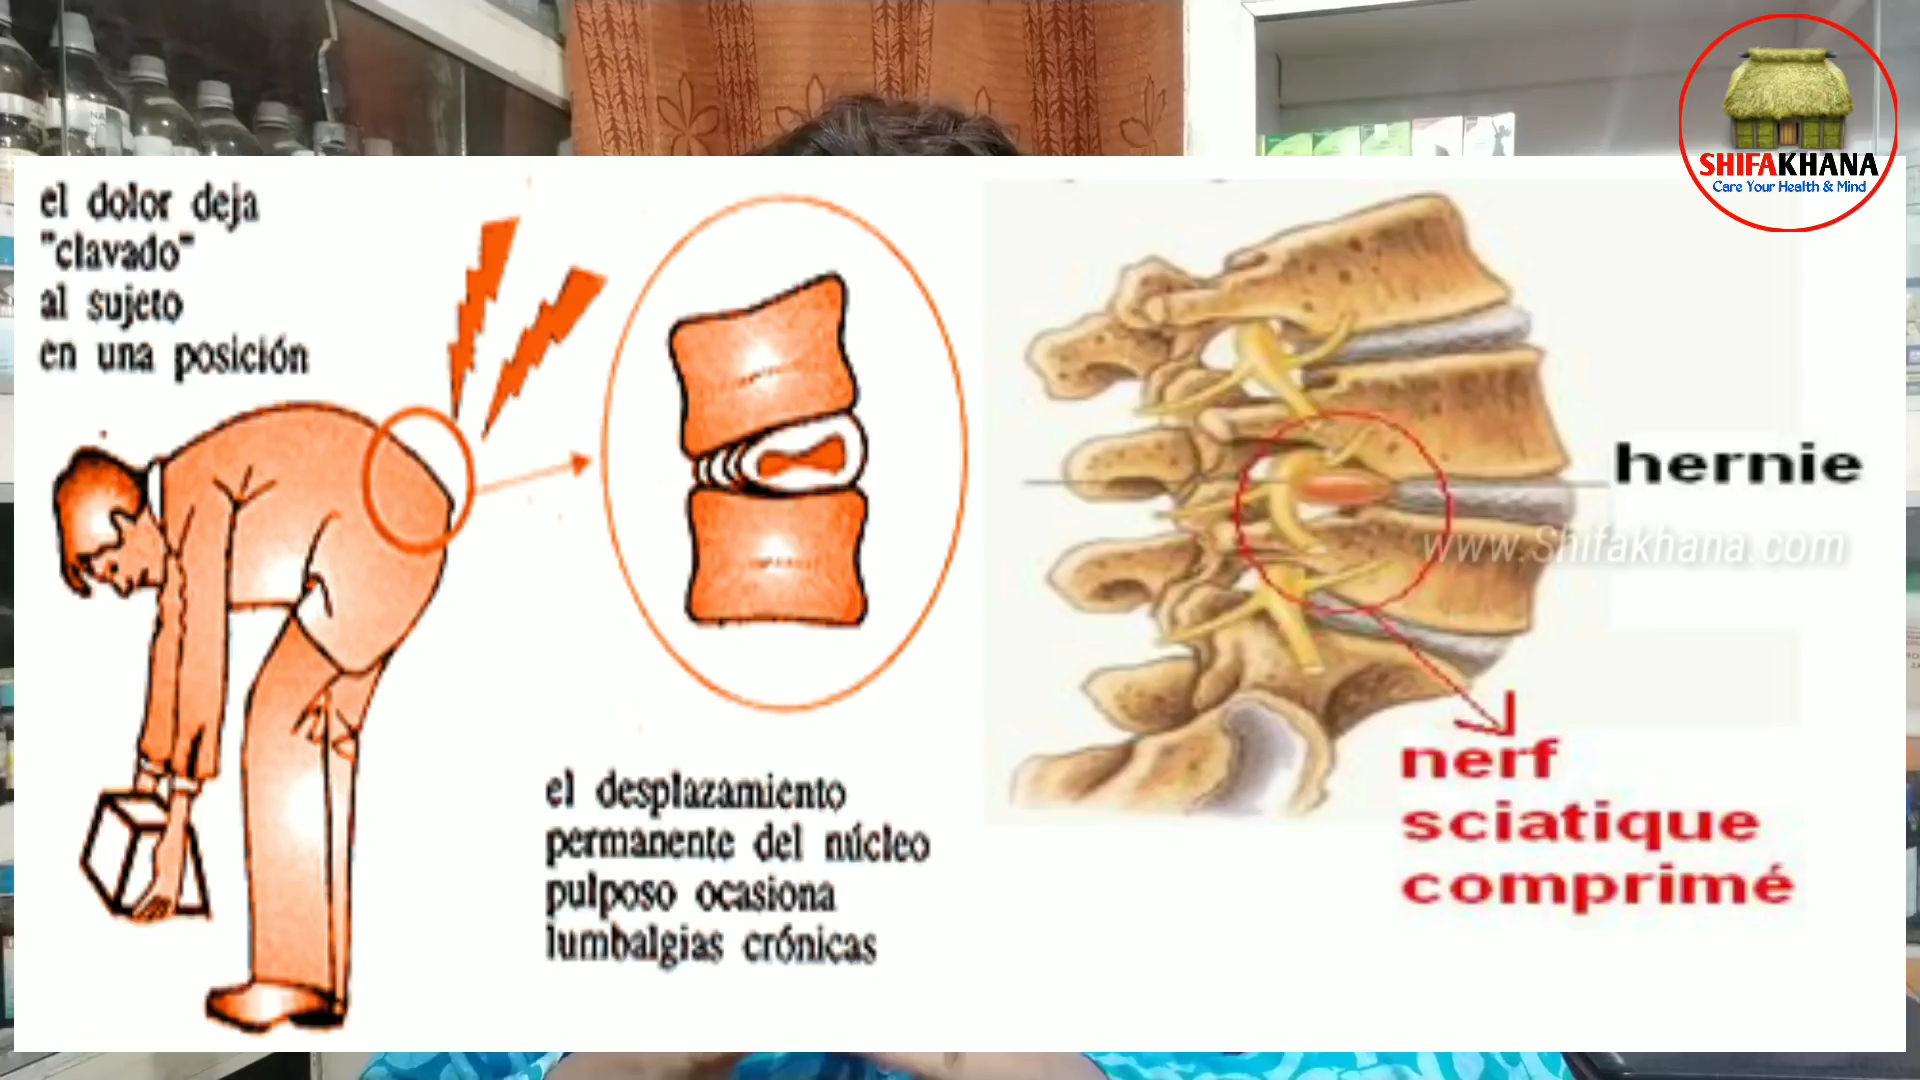 el dolor deja
"clavado"
al sujeto
en una posición
el desplazamiento
permanente del núcleo
pulposo ocasiona
lumbalgias crónicas
hernie
www.Shifakhana.com
nerf
sciatique
comprimé
SHIFAKHANA
Care Your Health & Mind